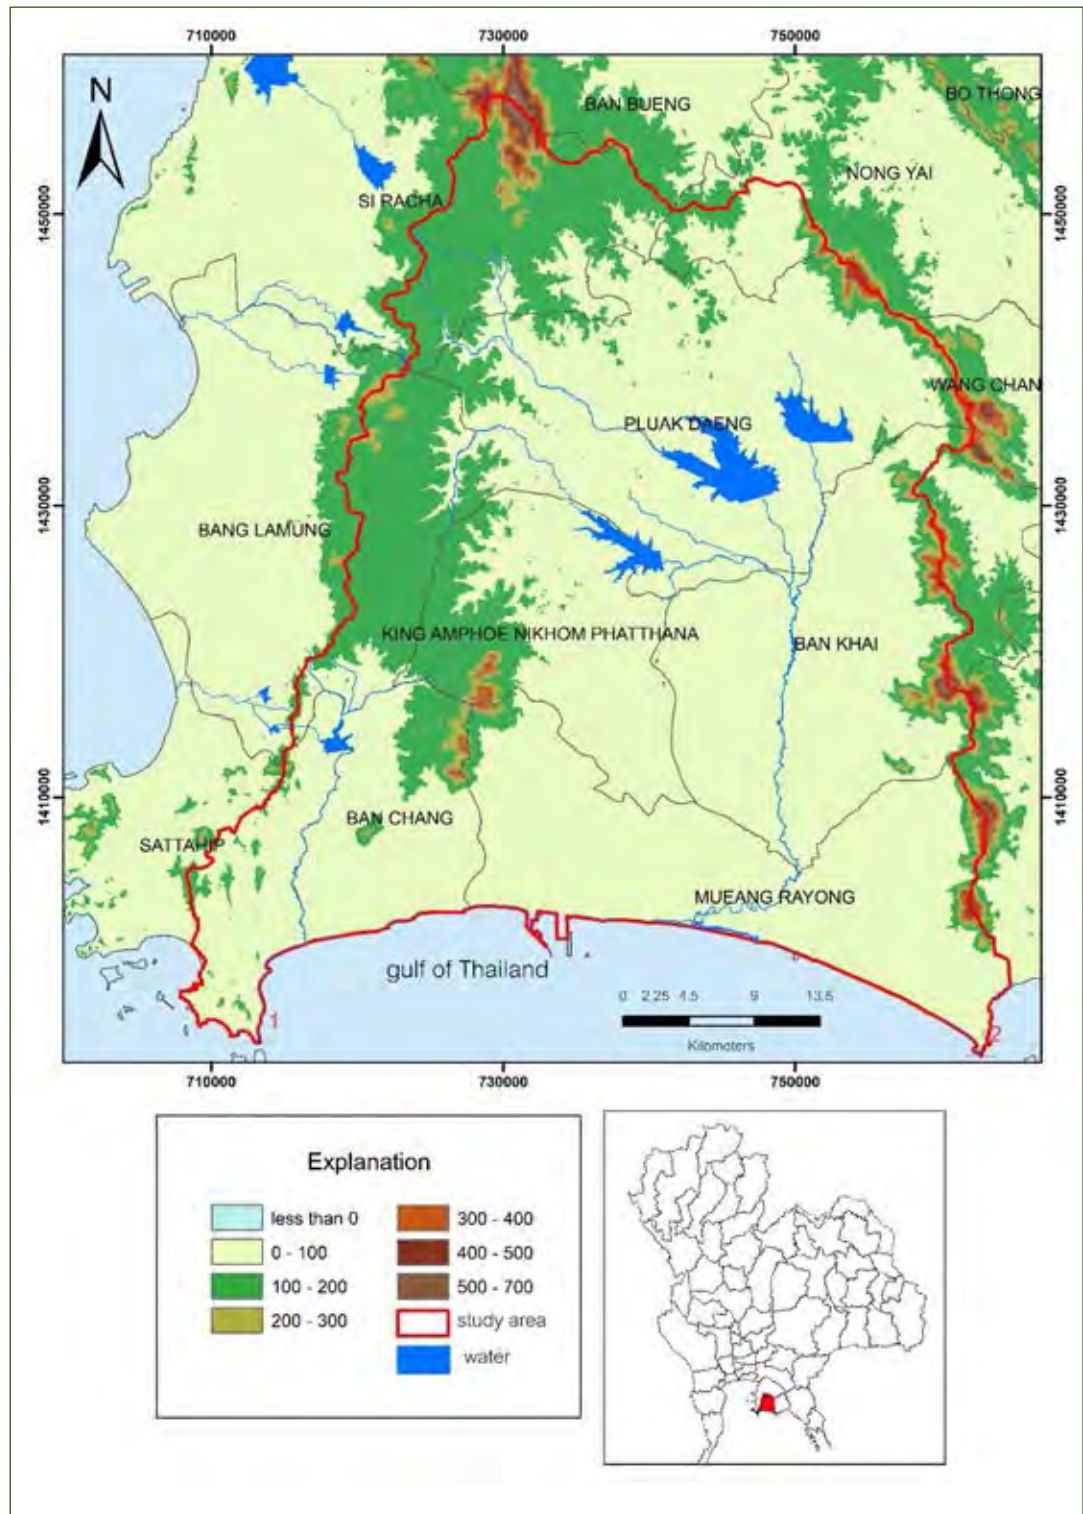 710000 730000 750000
N
BAN BUENG
BO THONG
NONG YAI
SI RACHA
1450000 1450000
WANG CHAN
PLUAK DAENG
1430000 1430000
BANG LAMUNG
KING AMPHOE NIKHOM PHATTHANA
BAN KHAI
1410000 1410000
BAN CHANG
SATTAHIP
MUEANG RAYONG
gulf of Thailand
0 2.25 4.5 9 13.5
Kilometers
1
2
710000 730000 750000
Explanation
less than 0
0 - 100
100 - 200
200 - 300
300 - 400
400 - 500
500 - 700
study area
water